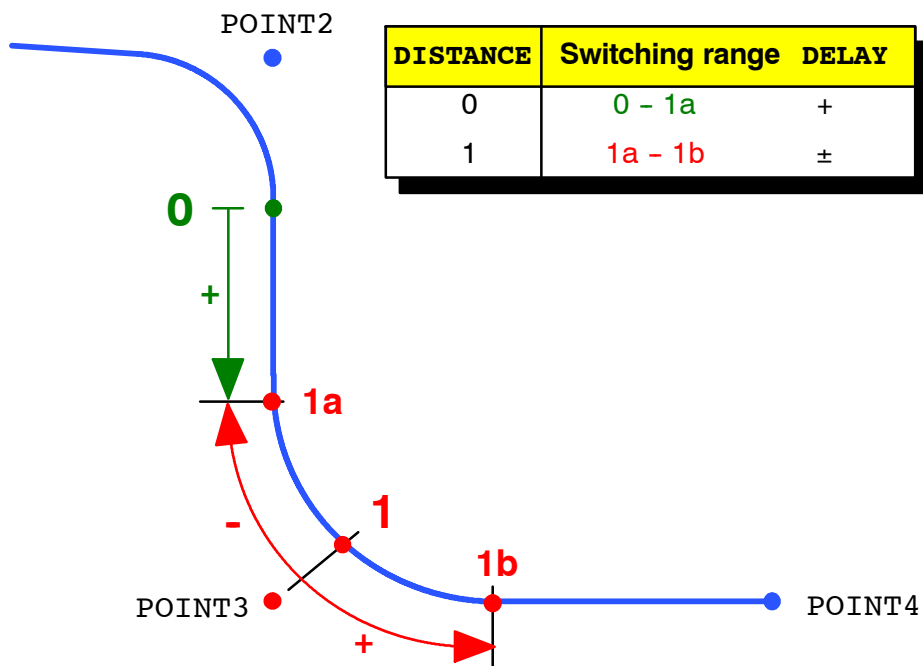 POINT2
DISTANCE Switching range DELAY
0 0 – 1a +
1 1a – 1b ±
0
+
1a
1
-
1b
POINT3
POINT4
+